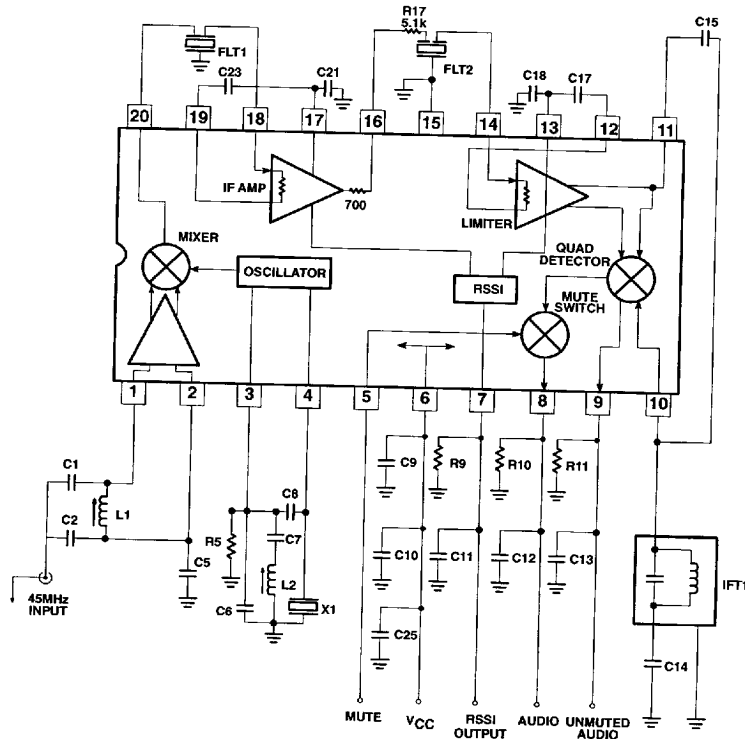 R17
5.1k
C15
FLT1
FLT2
C23
C21
C18
C17
20
19
18
17
16
15
14
13
12
11
IF AMP
700
LIMITER
MIXER
OSCILLATOR
RSSI
QUAD
DETECTOR
MUTE
SWITCH
1
2
3
4
5
6
7
8
9
10
C1
L1
C2
C5
45MHz
INPUT
R5
C8
C7
L2
C6
X1
C9
R9
R10
R11
C10
C11
C12
C13
C25
IFT1
C14
MUTE
VCC
RSSI
OUTPUT
AUDIO
UNMUTED
AUDIO